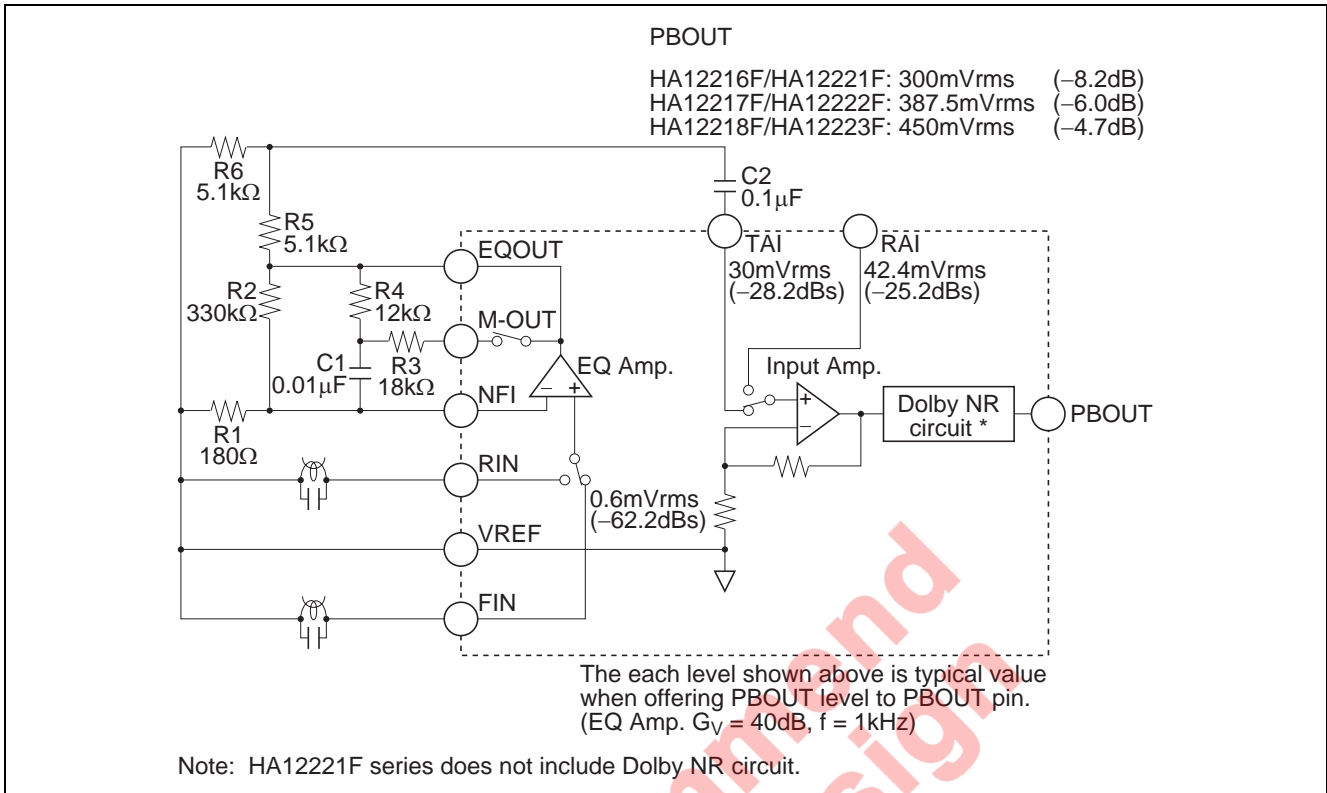 PBOUT
HA12216F/HA12221F: 300mVrms (−8.2dB)
HA12217F/HA12222F: 387.5mVrms (−6.0dB)
HA12218F/HA12223F: 450mVrms (−4.7dB)
R6
5.1kΩ
C2
0.1μF
R5
5.1kΩ
EQOUT
TAI
RAI
30mVrms
(−28.2dBs)
42.4mVrms
(−25.2dBs)
R2
330kΩ
R4
12kΩ
M-OUT
C1
0.01μF
R3
18kΩ
EQ Amp.
− +
Input Amp.
+
−
Dolby NR
circuit *
PBOUT
NFI
R1
180Ω
RIN
0.6mVrms
(−62.2dBs)
VREF
FIN
The each level shown above is typical value
when offering PBOUT level to PBOUT pin.
(EQ Amp. GV = 40dB, f = 1kHz)
Note: HA12221F series does not include Dolby NR circuit.